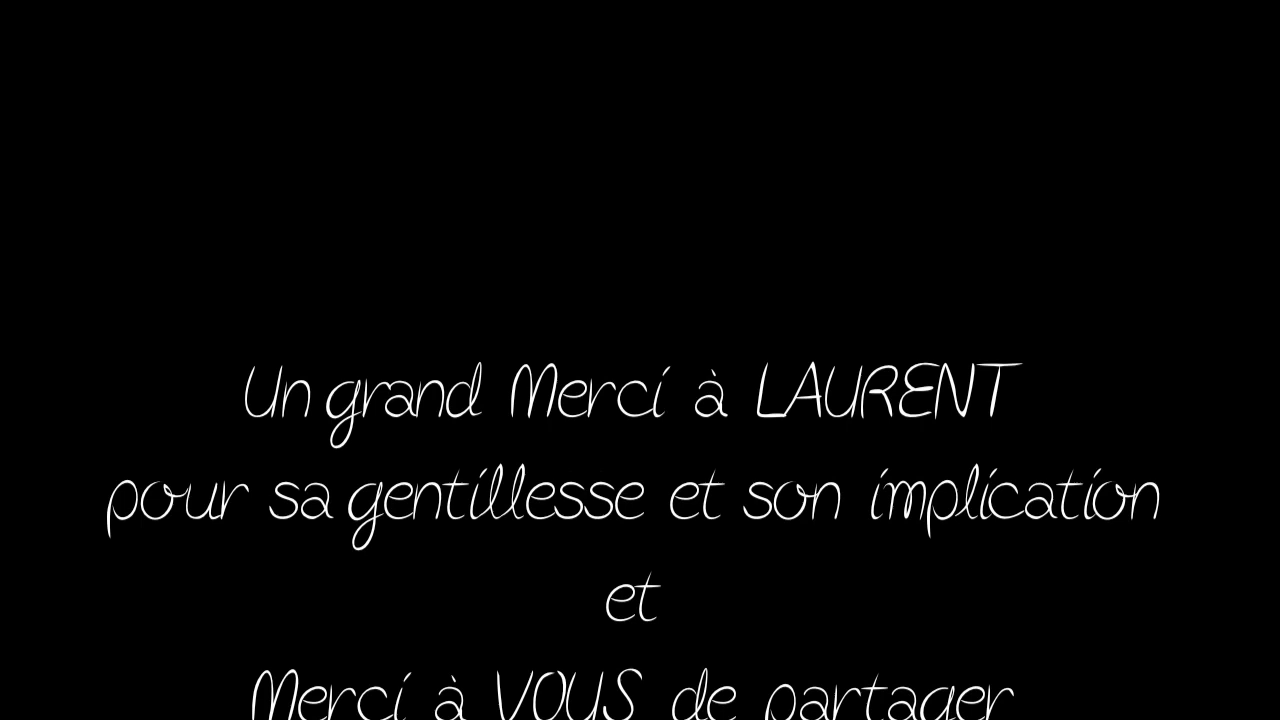 Un grand Merci à LAURENT
pour sa gentillesse et son implication
et
Merci à VOUS de partager